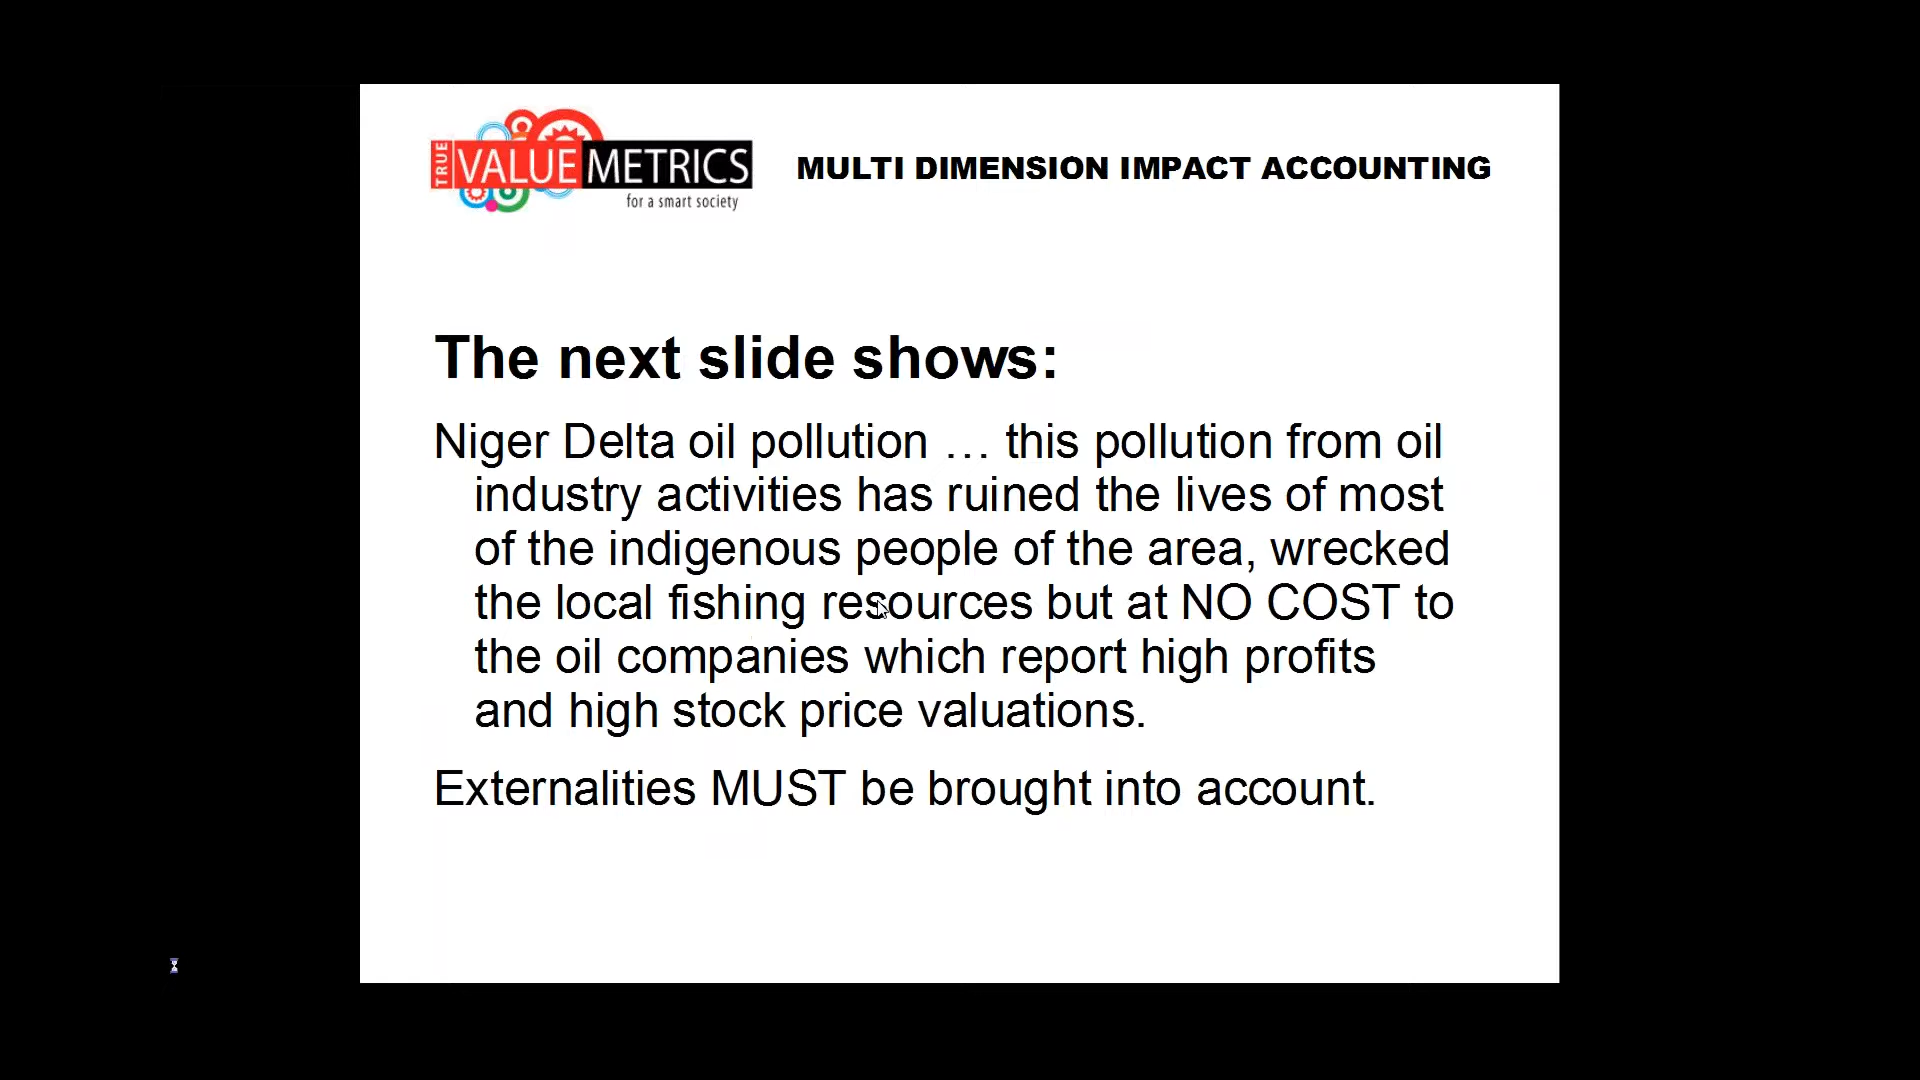 TRUE VALUE METRICS
for a smart society
MULTI DIMENSION IMPACT ACCOUNTING
The next slide shows:
Niger Delta oil pollution … this pollution from oil
industry activities has ruined the lives of most
of the indigenous people of the area, wrecked
the local fishing resources but at NO COST to
the oil companies which report high profits
and high stock price valuations.
Externalities MUST be brought into account.